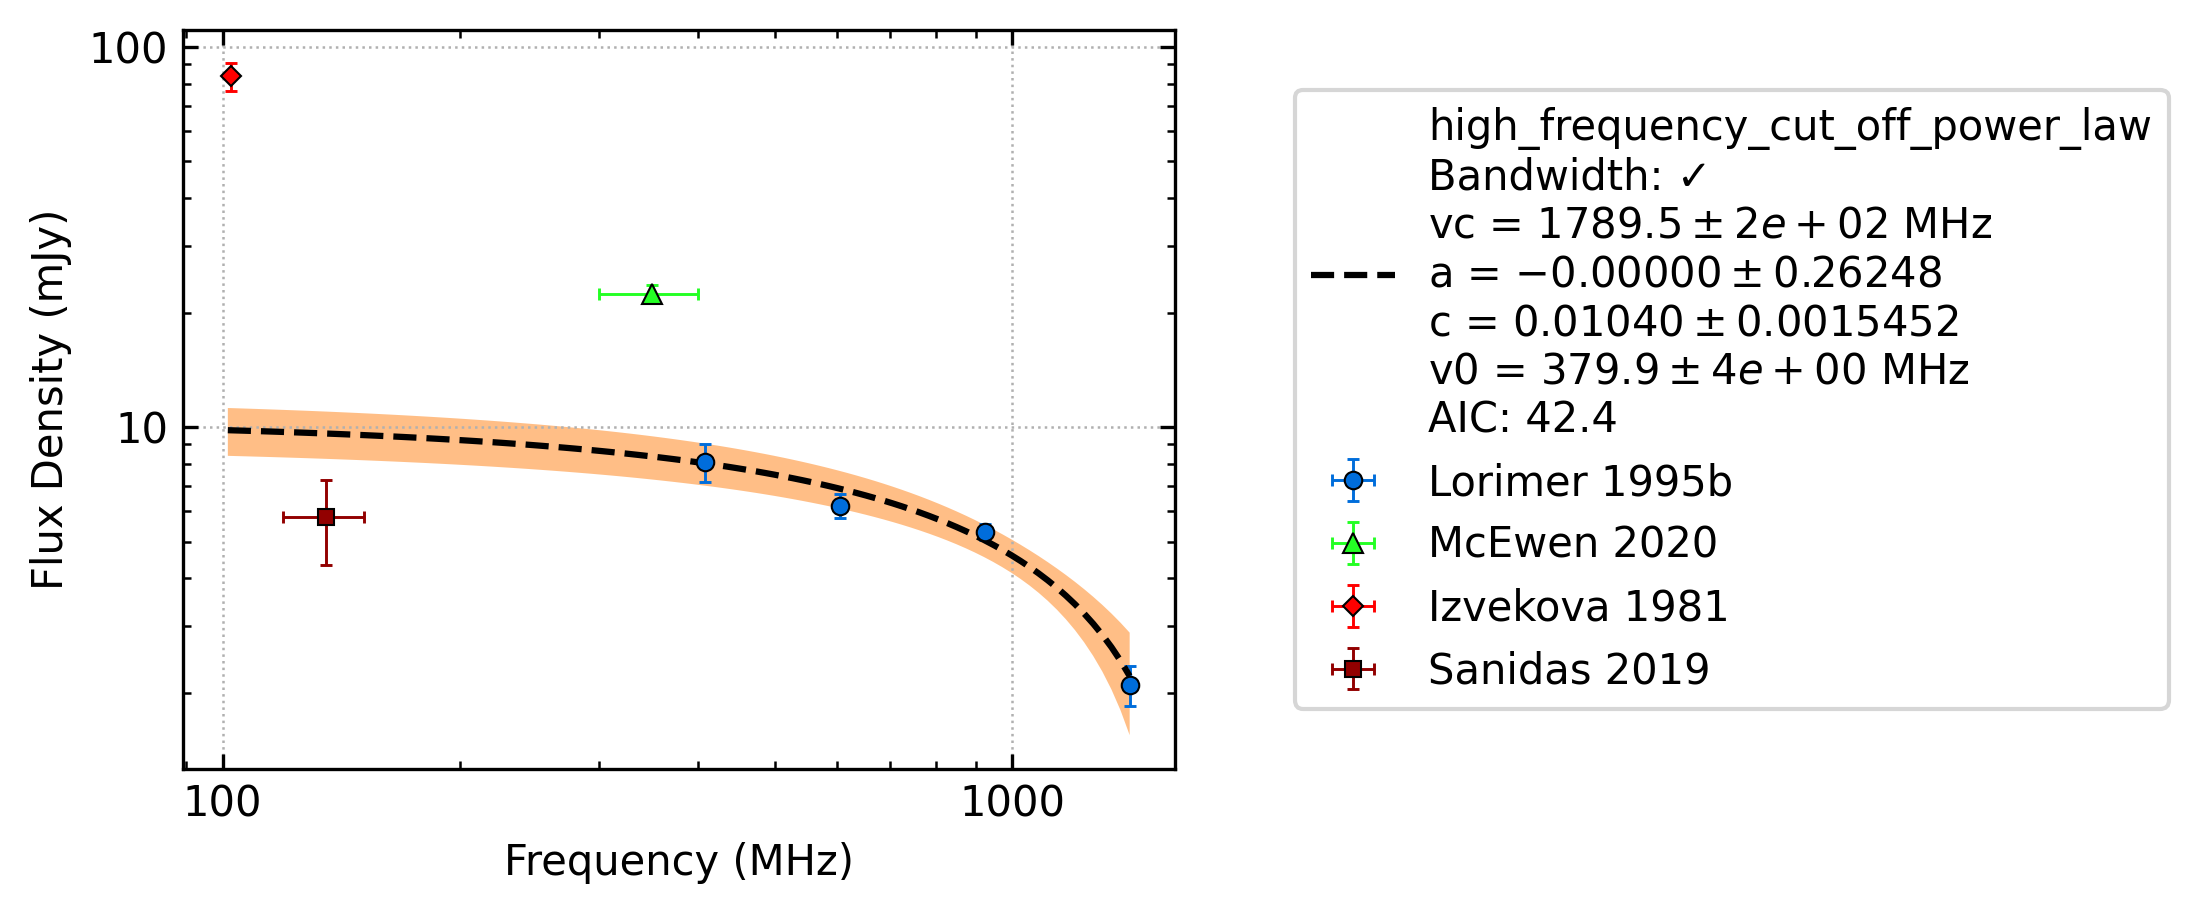 100
10
Flux Density (mJy)
100
1000
Frequency (MHz)
high_frequency_cut_off_power_law
Bandwidth: ✓
vc = 1789.5 ± 2e + 02 MHz
a = −0.00000 ± 0.26248
c = 0.01040 ± 0.0015452
v0 = 379.9 ± 4e + 00 MHz
AIC: 42.4
Lorimer 1995b
McEwen 2020
Izvekova 1981
Sanidas 2019